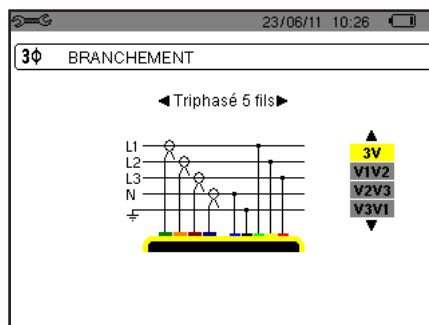 23/06/11 10:26
3Φ BRANCHEMENT
◄Triphasé 5 fils►
L1
L2
L3
N
3V
V1V2
V2V3
V3V1